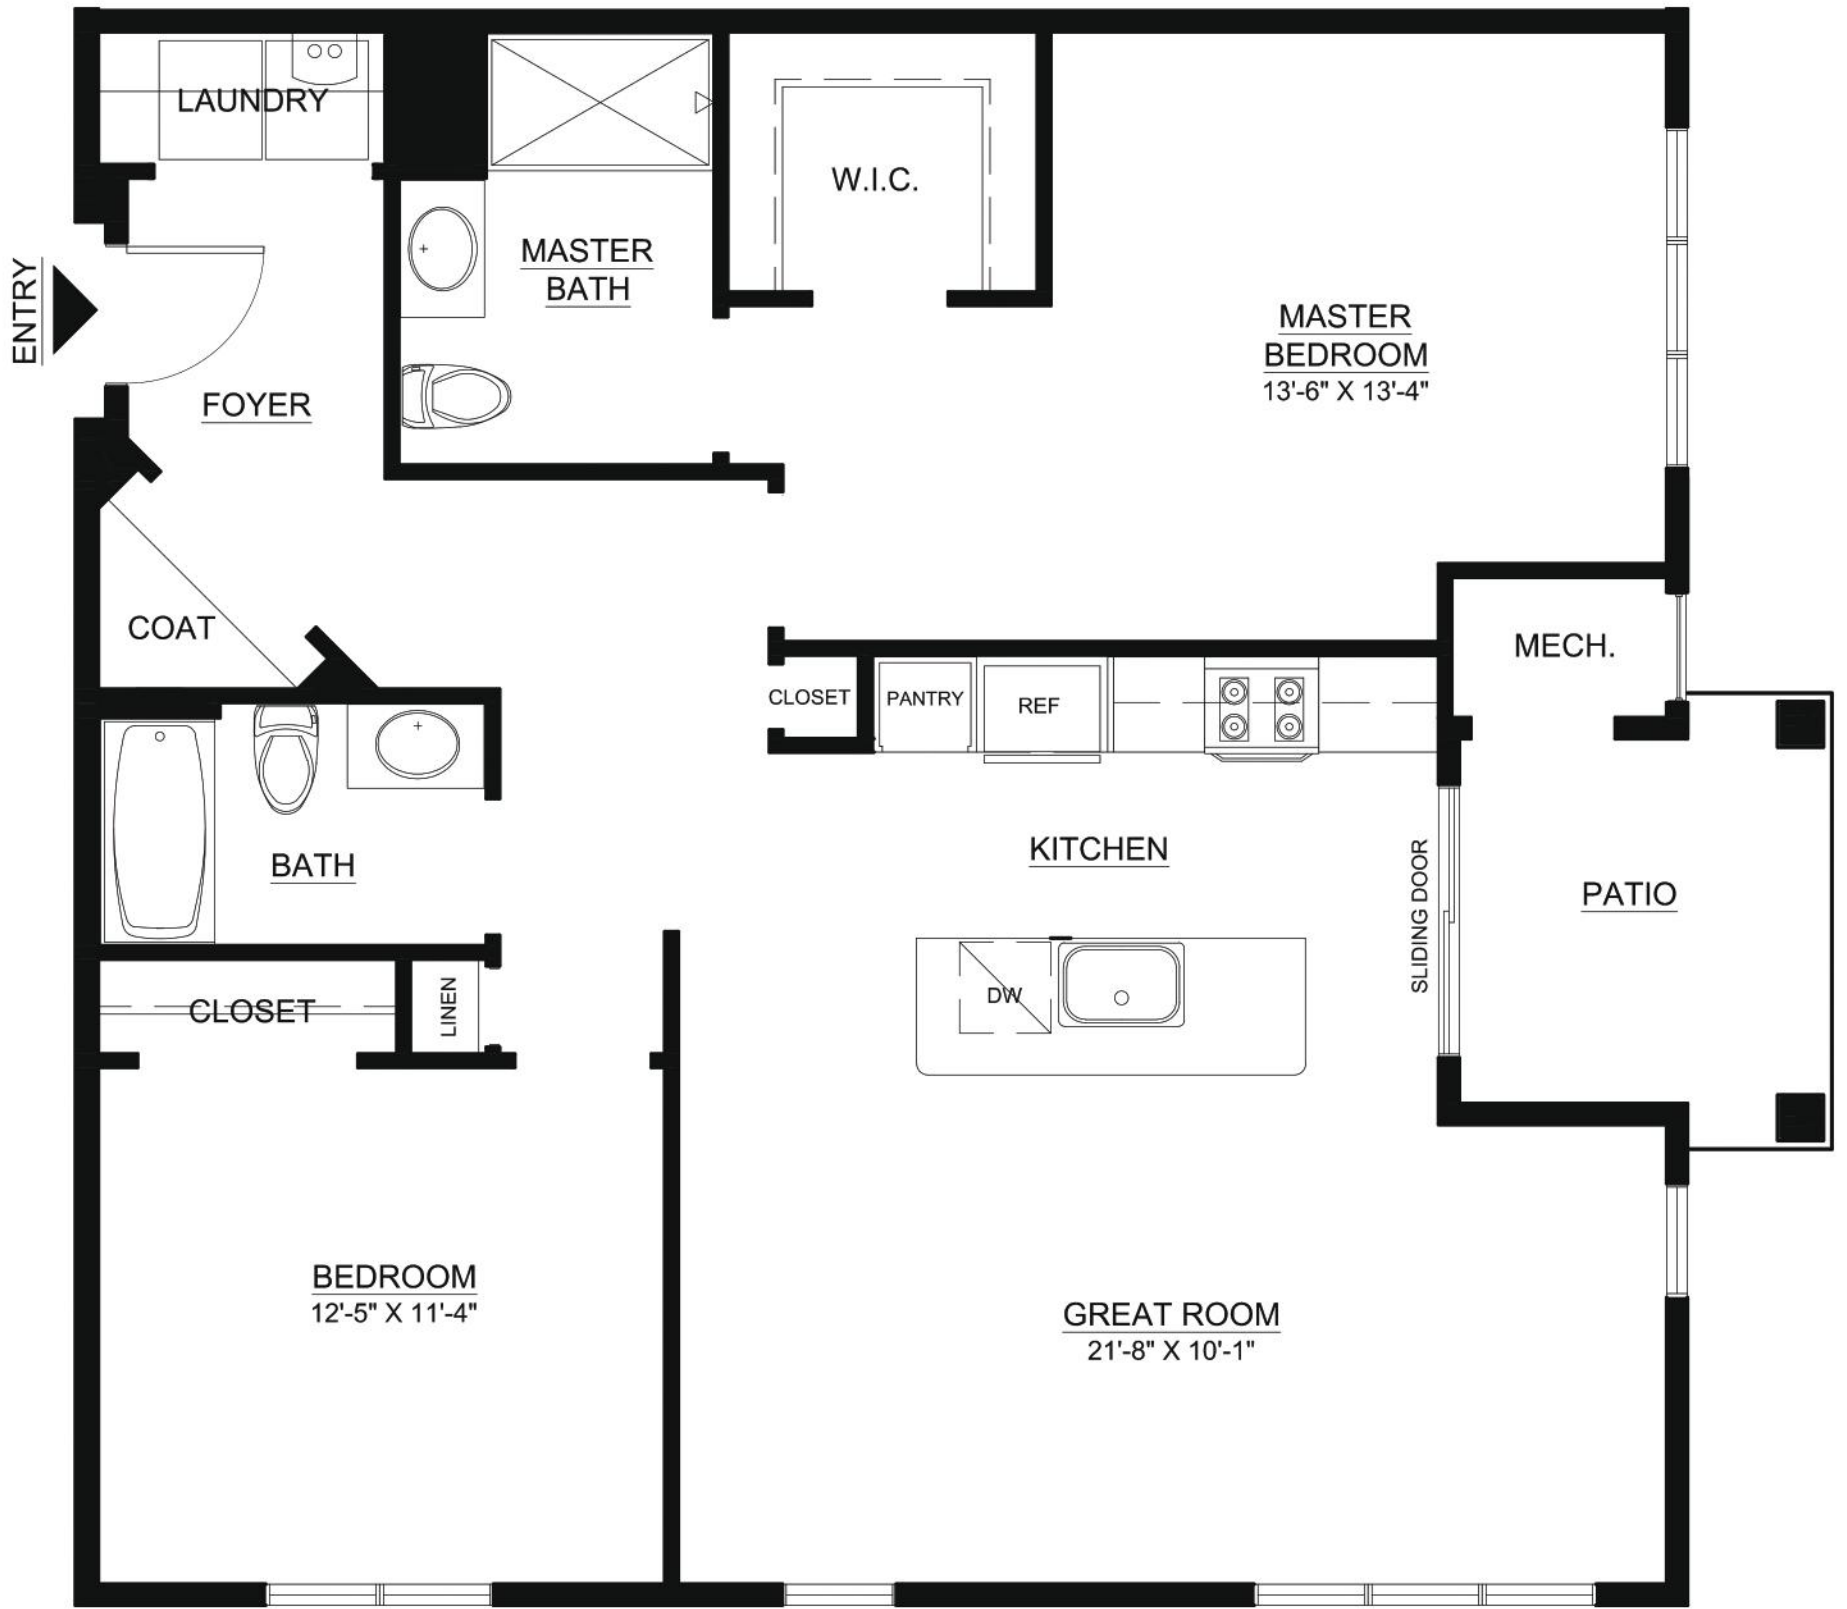 LAUNDRY
W.I.C.
MASTER
BATH
ENTRY
MASTER
BEDROOM
13'-6" X 13'-4"
FOYER
COAT
MECH.
CLOSET
PANTRY
REF
KITCHEN
BATH
SLIDING DOOR
PATIO
DW
CLOSET
LINEN
BEDROOM
12'-5" X 11'-4"
GREAT ROOM
21'-8" X 10'-1"